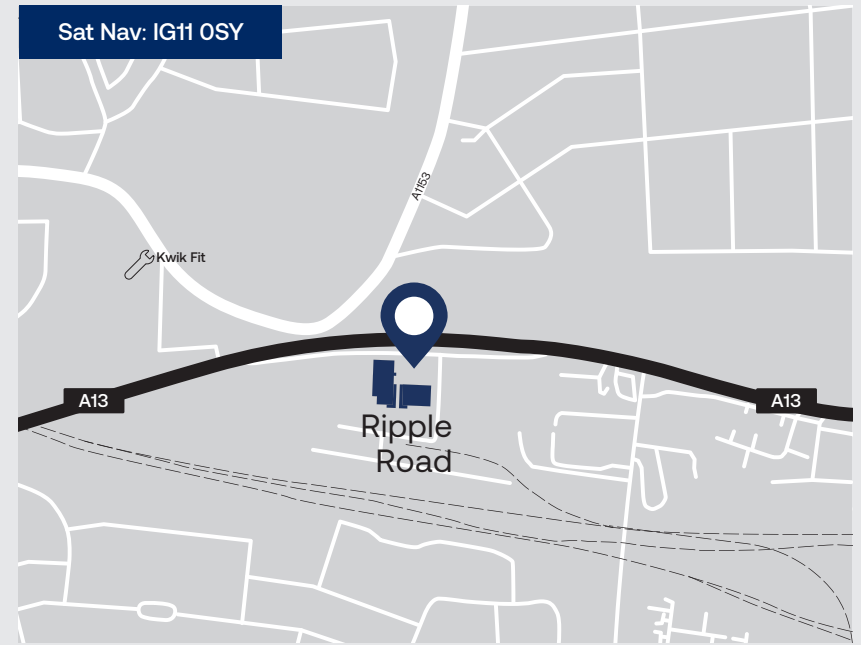 Sat Nav: IG11 0SY
A1153
Kwik Fit
A13
A13
Ripple
Road